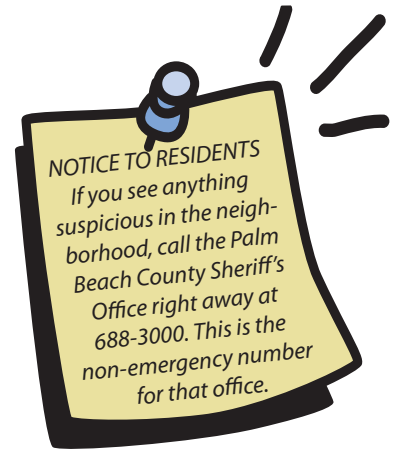 NOTICE TO RESIDENTS
If you see anything
suspicious in the neigh-
borhood, call the Palm
Beach County Sheriff's
Office right away at
688-3000. This is the
non-emergency number
for that office.